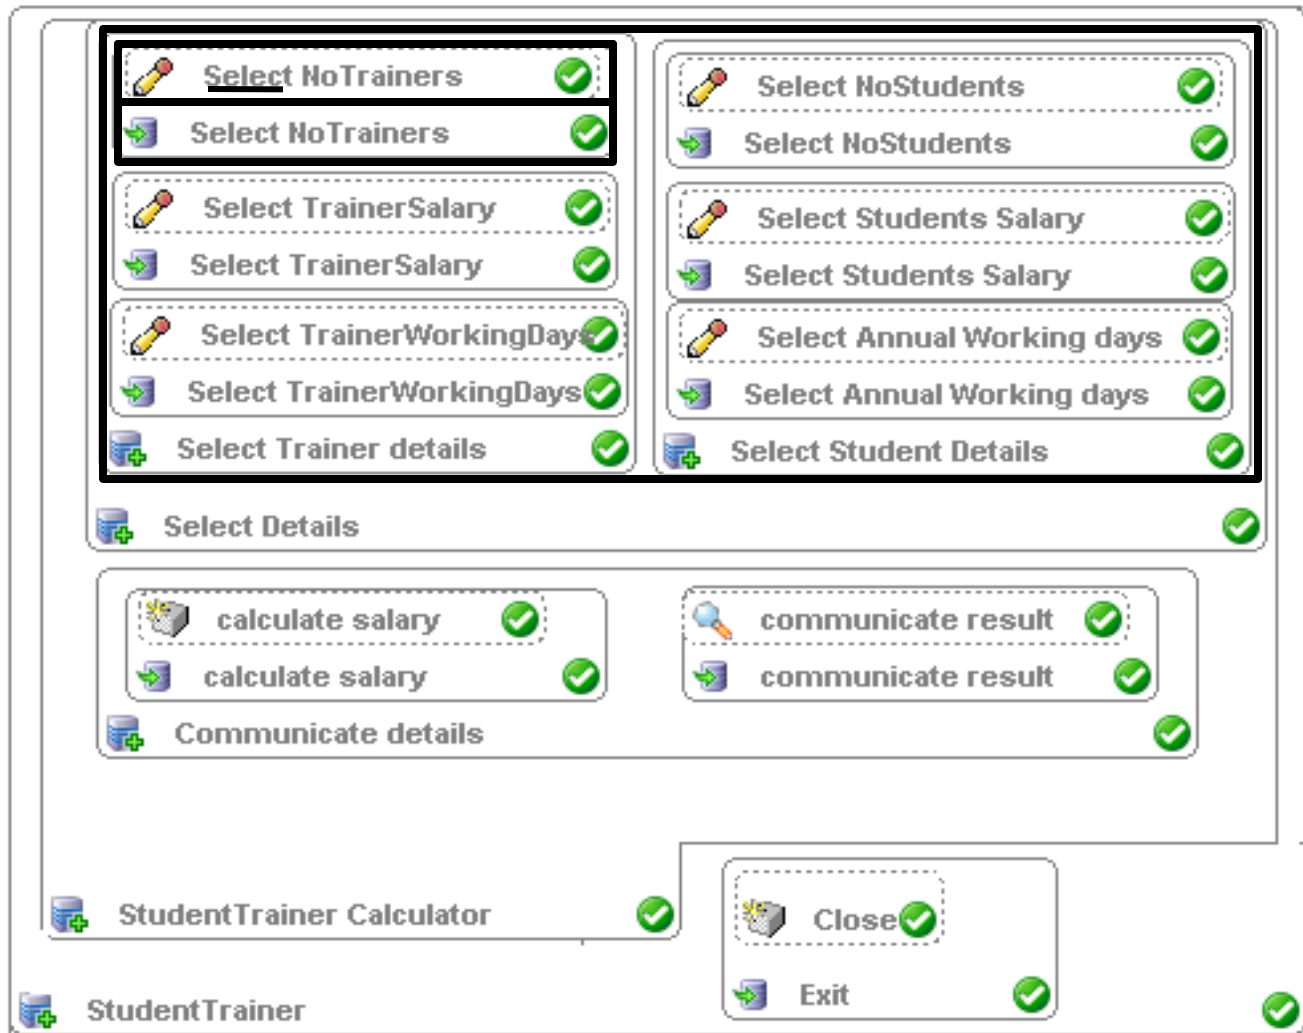 Select NoTrainers
Select NoTrainers
Select TrainerSalary
Select TrainerSalary
Select TrainerWorkingDays
Select TrainerWorkingDays
Select Trainer details
Select NoStudents
Select NoStudents
Select Students Salary
Select Students Salary
Select Annual Working days
Select Annual Working days
Select Student Details
Select Details
calculate salary
calculate salary
communicate result
communicate result
Communicate details
StudentTrainer Calculator
Close
Exit
StudentTrainer